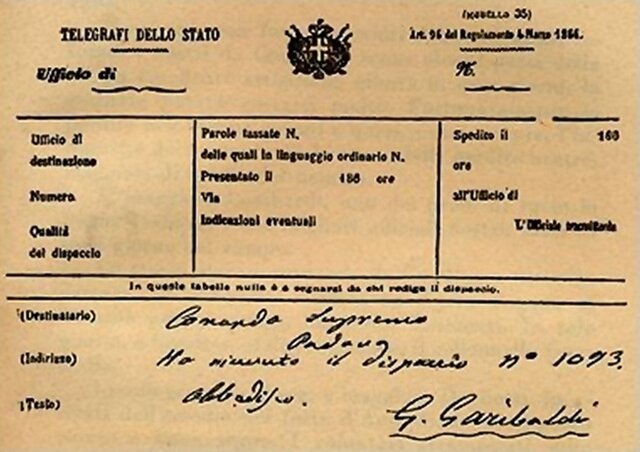 (MODELLO 35)
TELEGRAFI DELLO STATO
Art. 96 del Regolamento 4 Marzo 1866.
Ufficio di
N.
Ufficio di destinazione
Numero
Qualità del dispaccio
Parole tassate N.
delle quali in linguaggio ordinario N.
Presentato il 186 ore
Via
Indicazioni eventuali
Spedito il 186
ore
all'Ufficio di
L'Ufficiale
In queste tabelle nulla è a segnarsi da chi redige il dispaccio.
(Destinatario) Comando Supremo
Padova
(Indirizzo) Ho ricevuto il dispaccio n° 1073.
(Testo) Obbedisco.
G. Garibaldi